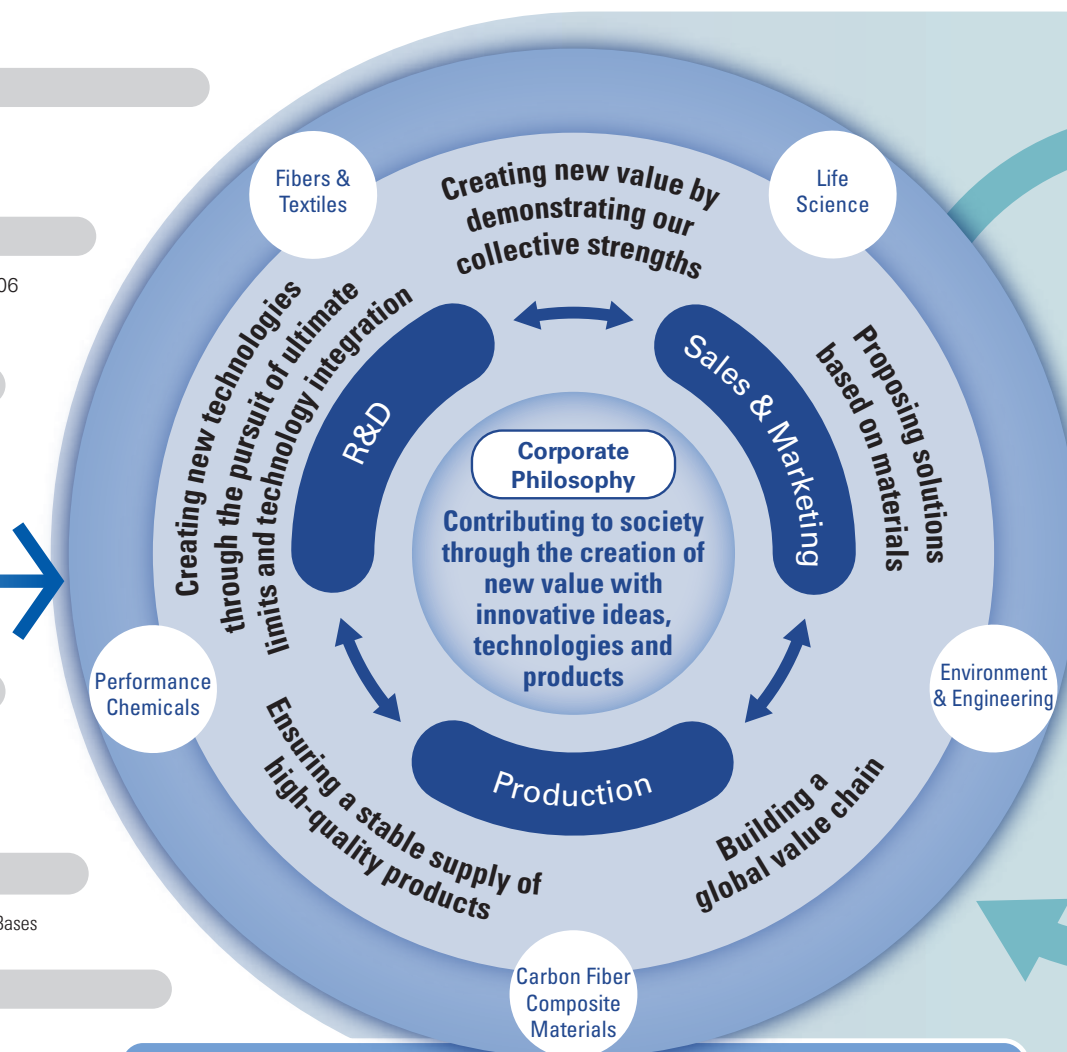 Fibers &
Textiles
Life
Science
Creating new value by
demonstrating our
collective strengths
Creating new technologies
through the pursuit of ultimate
limits and technology integration
Proposing solutions
based on materials
R&D
Sales & Marketing
Corporate
Philosophy
Contributing to society
through the creation of
new value with
innovative ideas,
technologies and
products
Performance
Chemicals
Environment
& Engineering
Production
Ensuring a stable supply of
high-quality products
Building a
global value chain
Carbon Fiber
Composite
Materials
06
Bases